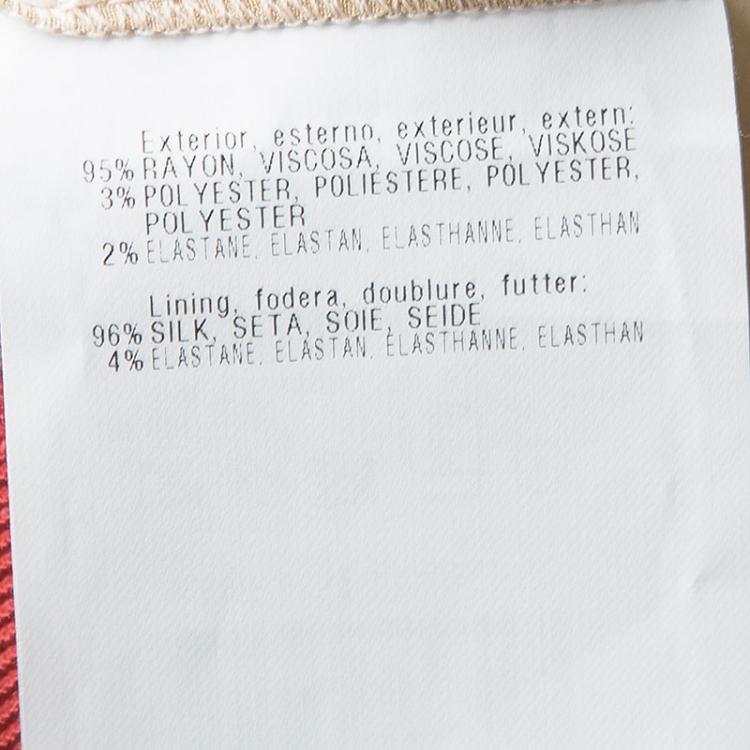 Exterior, esterno, exterieur, extern:
95% RAYON, VISCOSA, VISCOSE, VISKOSE
3% POLYESTER, POLIESTERE, POLYESTER,
POLYESTER
2% ELASTANE, ELASTAN, ELASTHANNE, ELASTHAN
Lining, fodera, doublure, futter:
96% SILK, SETA, SOIE, SEIDE
4% ELASTANE, ELASTAN, ELASTHANNE, ELASTHAN